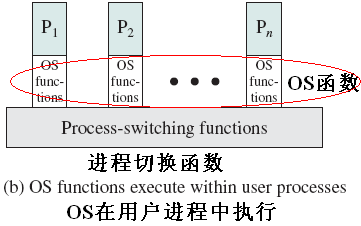 P1 P2 Pn
OS func- tions OS func- tions • • • OS func- tions OS函数
Process-switching functions
进程切换函数
(b) OS functions execute within user processes
OS在用户进程中执行